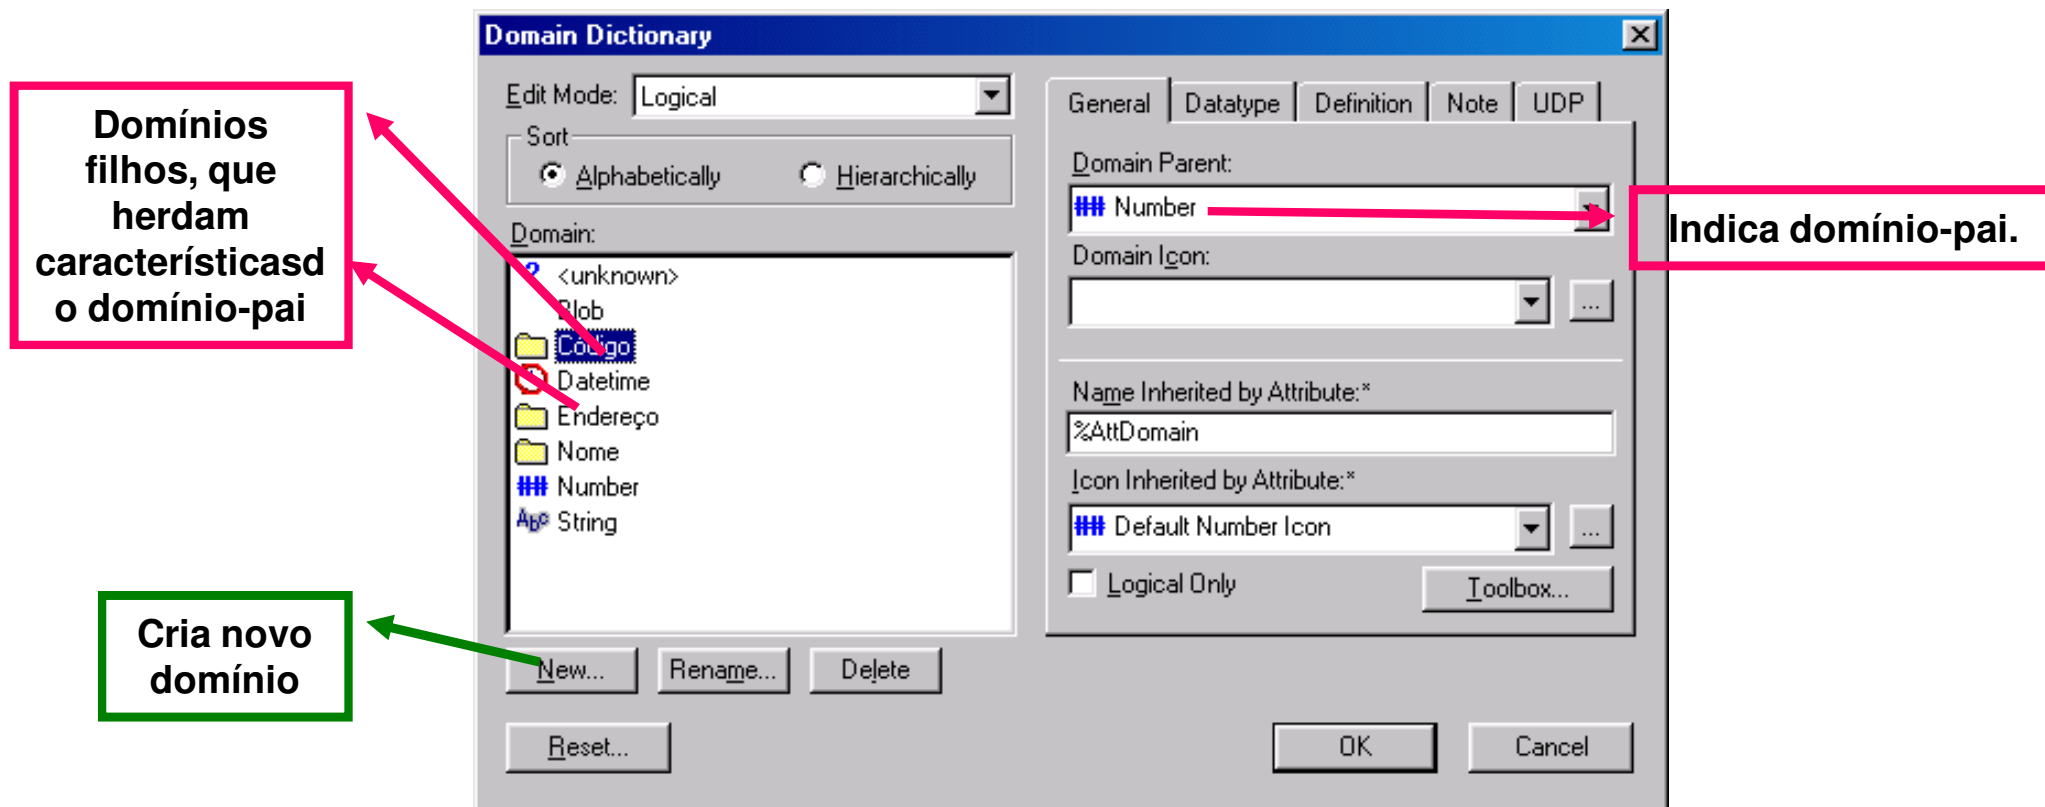 Domain Dictionary
Domínios
filhos, que
herdam
característicasd
o domínio-pai
Edit Mode: Logical
Sort
Alphabetically Hierarchically
Domain:
<unknown>
Blob
Código
Datetime
Endereço
Nome
## Number
Abc String
Cria novo
domínio
New... Rename... Delete
Reset...
General Datatype Definition Note UDP
Domain Parent:
## Number
Indica domínio-pai.
Domain Icon:
...
Name Inherited by Attribute:*
%AttDomain
Icon Inherited by Attribute:*
## Default Number Icon
...
Logical Only Toolbox...
OK Cancel